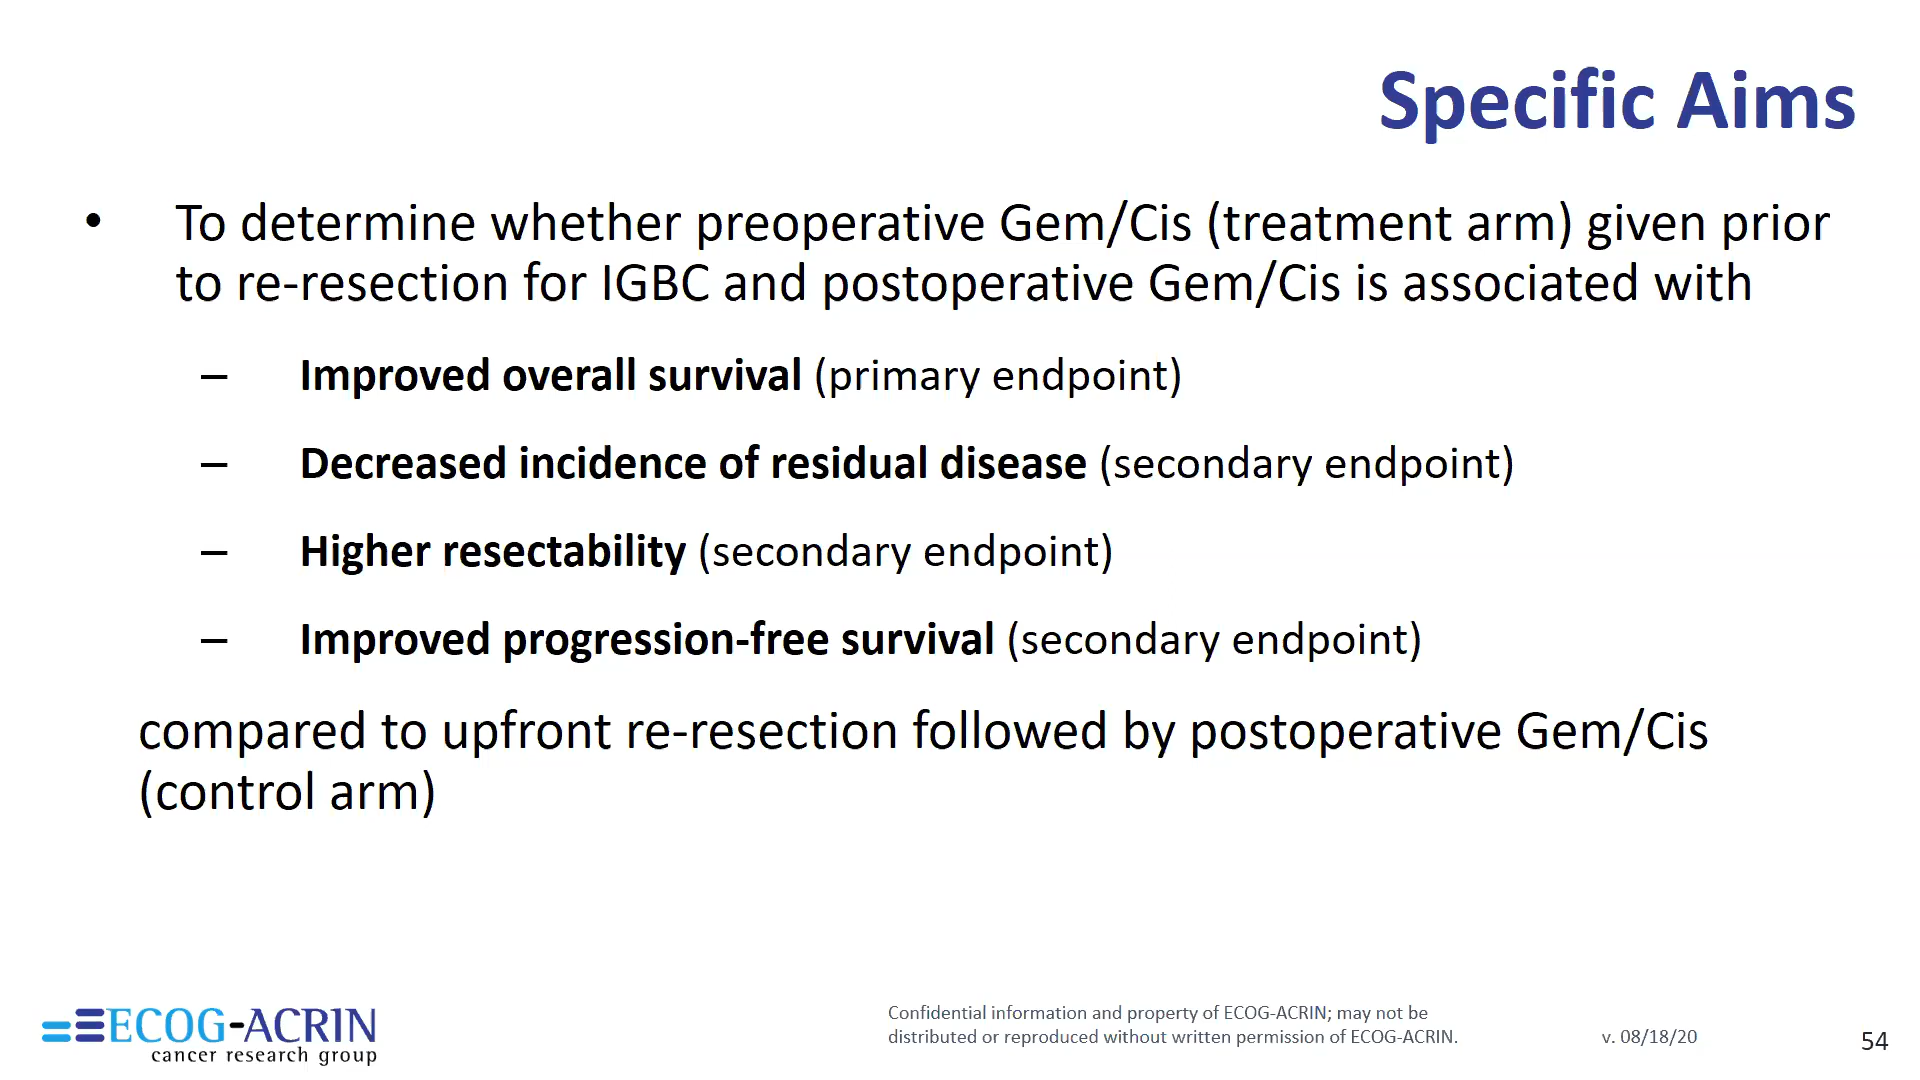 Specific Aims
• To determine whether preoperative Gem/Cis (treatment arm) given prior
to re-resection for IGBC and postoperative Gem/Cis is associated with
– Improved overall survival (primary endpoint)
– Decreased incidence of residual disease (secondary endpoint)
– Higher resectability (secondary endpoint)
– Improved progression-free survival (secondary endpoint)
compared to upfront re-resection followed by postoperative Gem/Cis
(control arm)
ECOG-ACRIN
cancer research group
Confidential information and property of ECOG-ACRIN; may not be
distributed or reproduced without written permission of ECOG-ACRIN.
v. 08/18/20
54